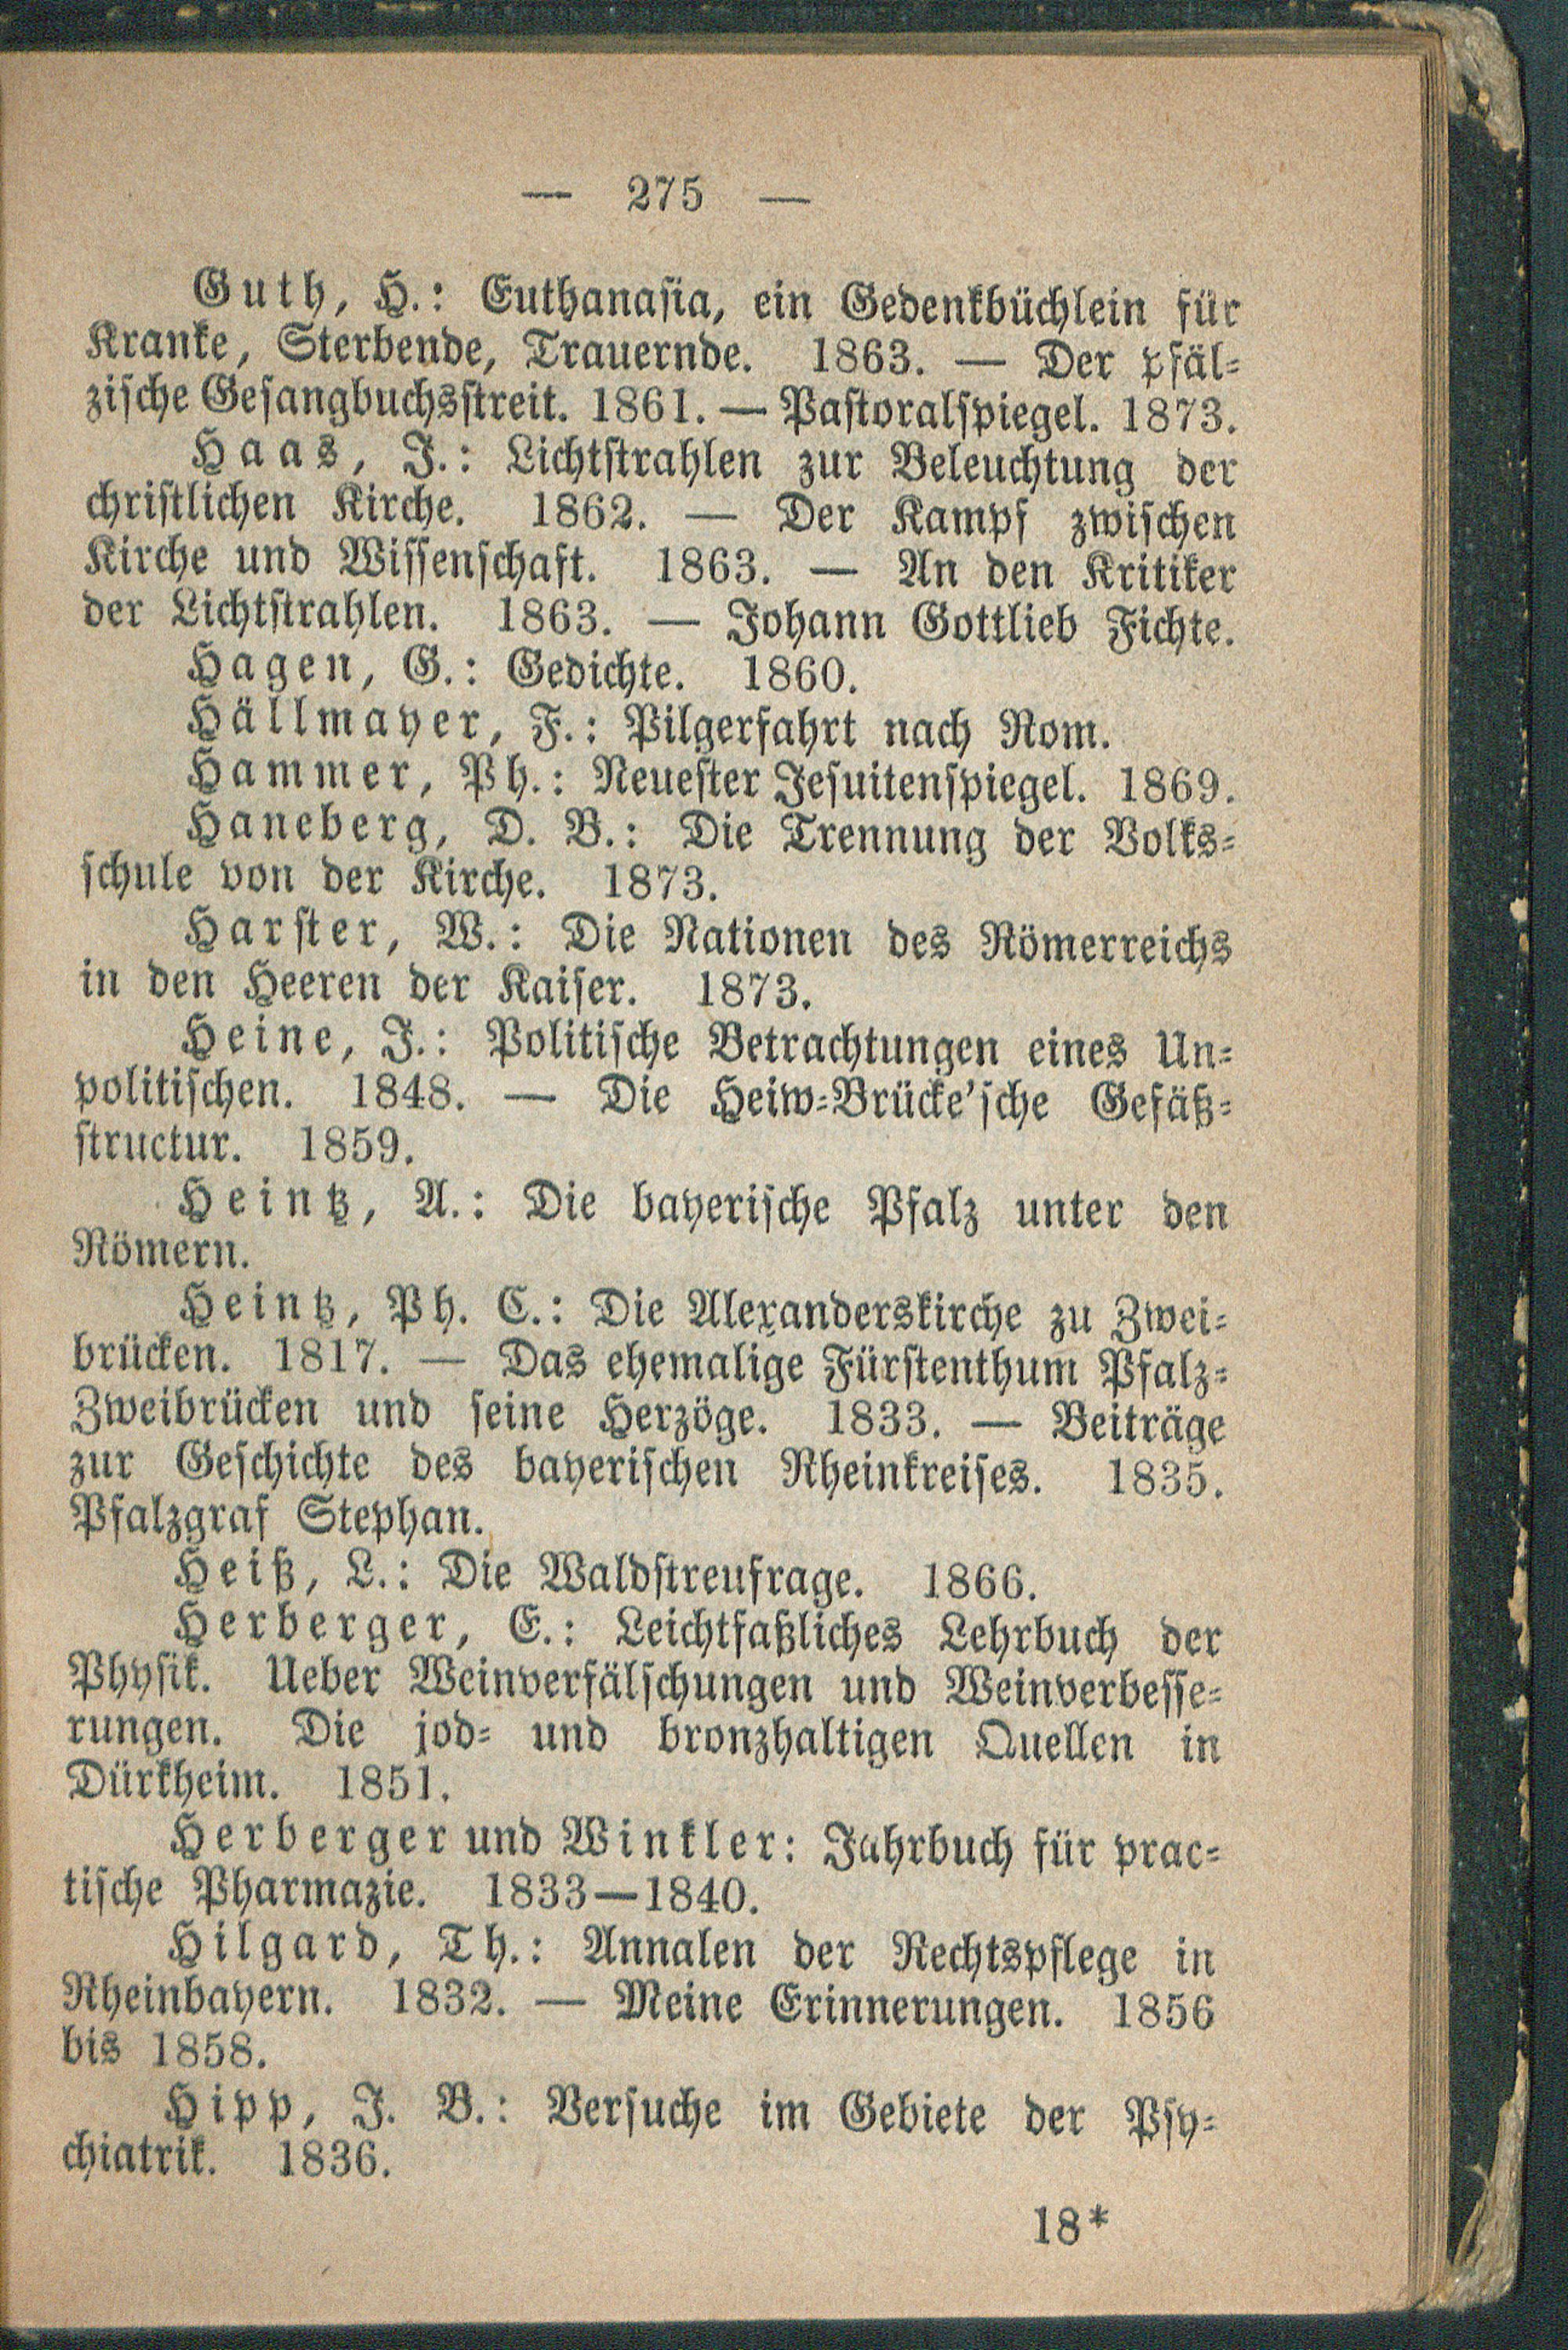 — 275 —
Guth, H.: Euthanasia, ein Gedenkbüchlein für
Kranke, Sterbende, Trauernde. 1863. — Der pfäl-
zische Gesangbuchsstreit. 1861. — Pastoralspiegel. 1873.
Haas, J.: Lichtstrahlen zur Beleuchtung der
christlichen Kirche. 1862. — Der Kampf zwischen
Kirche und Wissenschaft. 1863. — An den Kritiker
der Lichtstrahlen. 1863. — Johann Gottlieb Fichte.
Hagen, G.: Gedichte. 1860.
Hällmayer, F.: Pilgerfahrt nach Rom.
Hammer, Ph.: Neuester Jesuitenspiegel. 1869.
Haneberg, D. B.: Die Trennung der Volks-
schule von der Kirche. 1873.
Harster, W.: Die Nationen des Römerreichs
in den Heeren der Kaiser. 1873.
Heine, J.: Politische Betrachtungen eines Un-
politischen. 1848. — Die Heiw-Brücke'sche Gefäß-
structur. 1859.
Heintz, A.: Die bayerische Pfalz unter den
Römern.
Heintz, Ph. C.: Die Alexanderskirche zu Zwei-
brücken. 1817. — Das ehemalige Fürstenthum Pfalz-
Zweibrücken und seine Herzöge. 1833. — Beiträge
zur Geschichte des bayerischen Rheinkreises. 1835.
Pfalzgraf Stephan.
Heiß, L.: Die Waldstreufrage. 1866.
Herberger, E.: Leichtfaßliches Lehrbuch der
Physik. Ueber Weinverfälschungen und Weinverbesse-
rungen. Die jod- und bronzhaltigen Quellen in
Dürkheim. 1851.
Herberger und Winkler: Jahrbuch für prac-
tische Pharmazie. 1833—1840.
Hilgard, Th.: Annalen der Rechtspflege in
Rheinbayern. 1832. — Meine Erinnerungen. 1856
bis 1858.
Hipp, J. B.: Versuche im Gebiete der Psy-
chiatrik. 1836.
18*